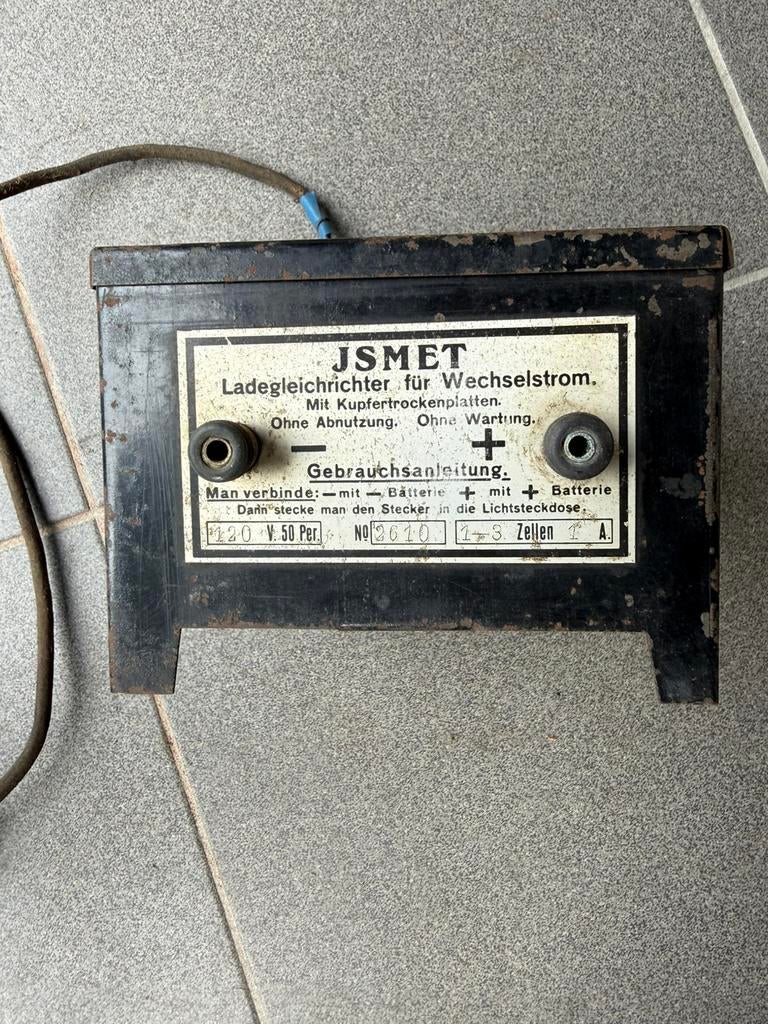 JSMET
Ladegleichrichter für Wechselstrom.
Mit Kupfertrockenplatten.
Ohne Abnutzung. Ohne Wartung.
− +
Gebrauchsanleitung.
Man verbinde: − mit − Batterie + mit + Batterie
Dann stecke man den Stecker in die Lichtsteckdose.
120 V. 50 Per. No 2610 1-3 Zellen 1 A.